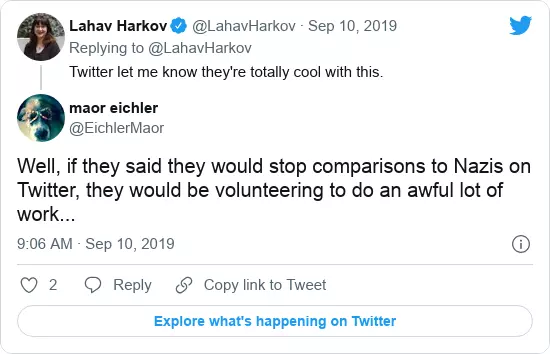 Lahav Harkov @LahavHarkov · Sep 10, 2019
Replying to @LahavHarkov
Twitter let me know they're totally cool with this.
maor eichler
@EichlerMaor
Well, if they said they would stop comparisons to Nazis on
Twitter, they would be volunteering to do an awful lot of
work...
9:06 AM · Sep 10, 2019
2 Reply Copy link to Tweet
Explore what's happening on Twitter